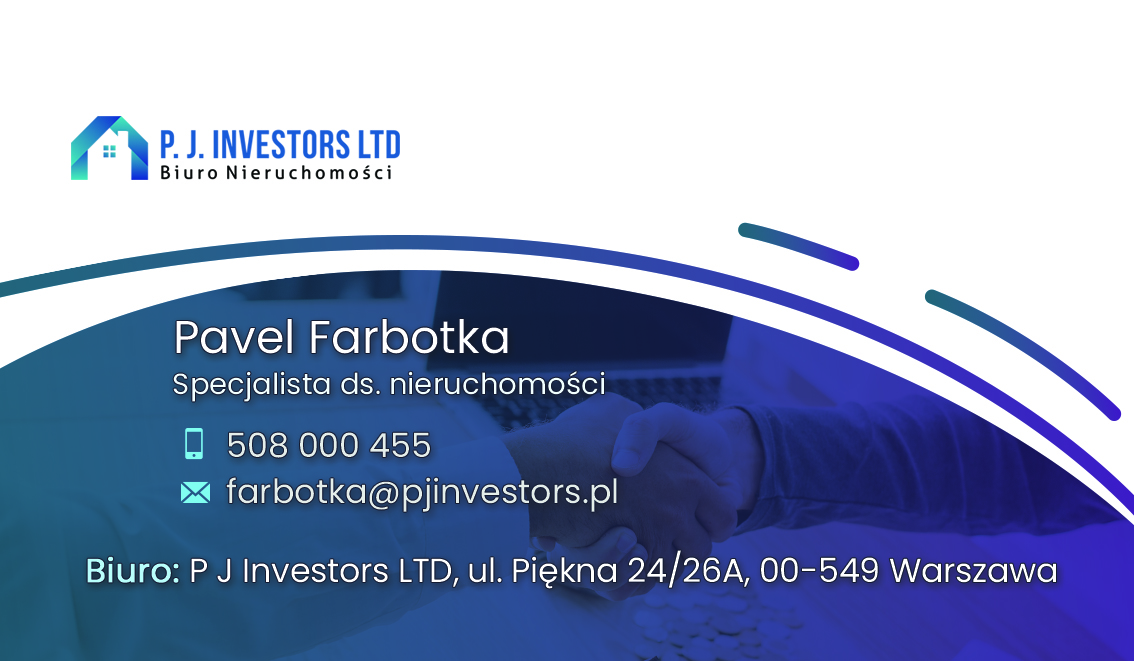 P. J. INVESTORS LTD
Biuro Nieruchomości
Pavel Farbotka
Specjalista ds. nieruchomości
508 000 455
farbotka@pjinvestors.pl
Biuro: P J Investors LTD, ul. Piękna 24/26A, 00-549 Warszawa